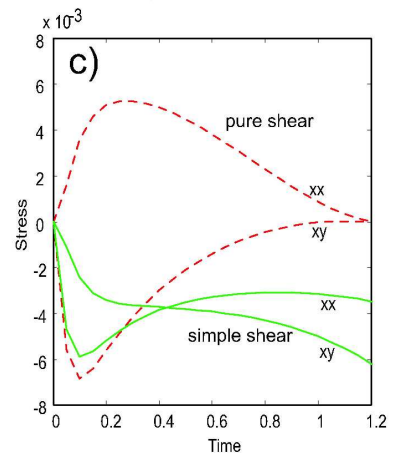 x 10⁻³
c)
8
6
4
2
0
-2
-4
-6
-8
Stress
pure shear
xx
xy
xx
simple shear
xy
0 0.2 0.4 0.6 0.8 1 1.2
Time